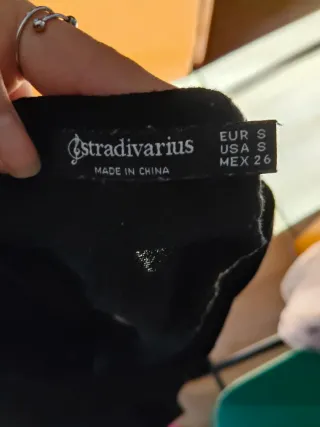 stradivarius
MADE IN CHINA
EUR S
USA S
MEX 26